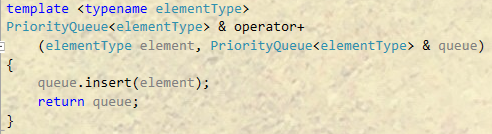 template <typename elementType>
PriorityQueue<elementType> & operator+
(elementType element, PriorityQueue<elementType> & queue)
{
queue.insert(element);
return queue;
}